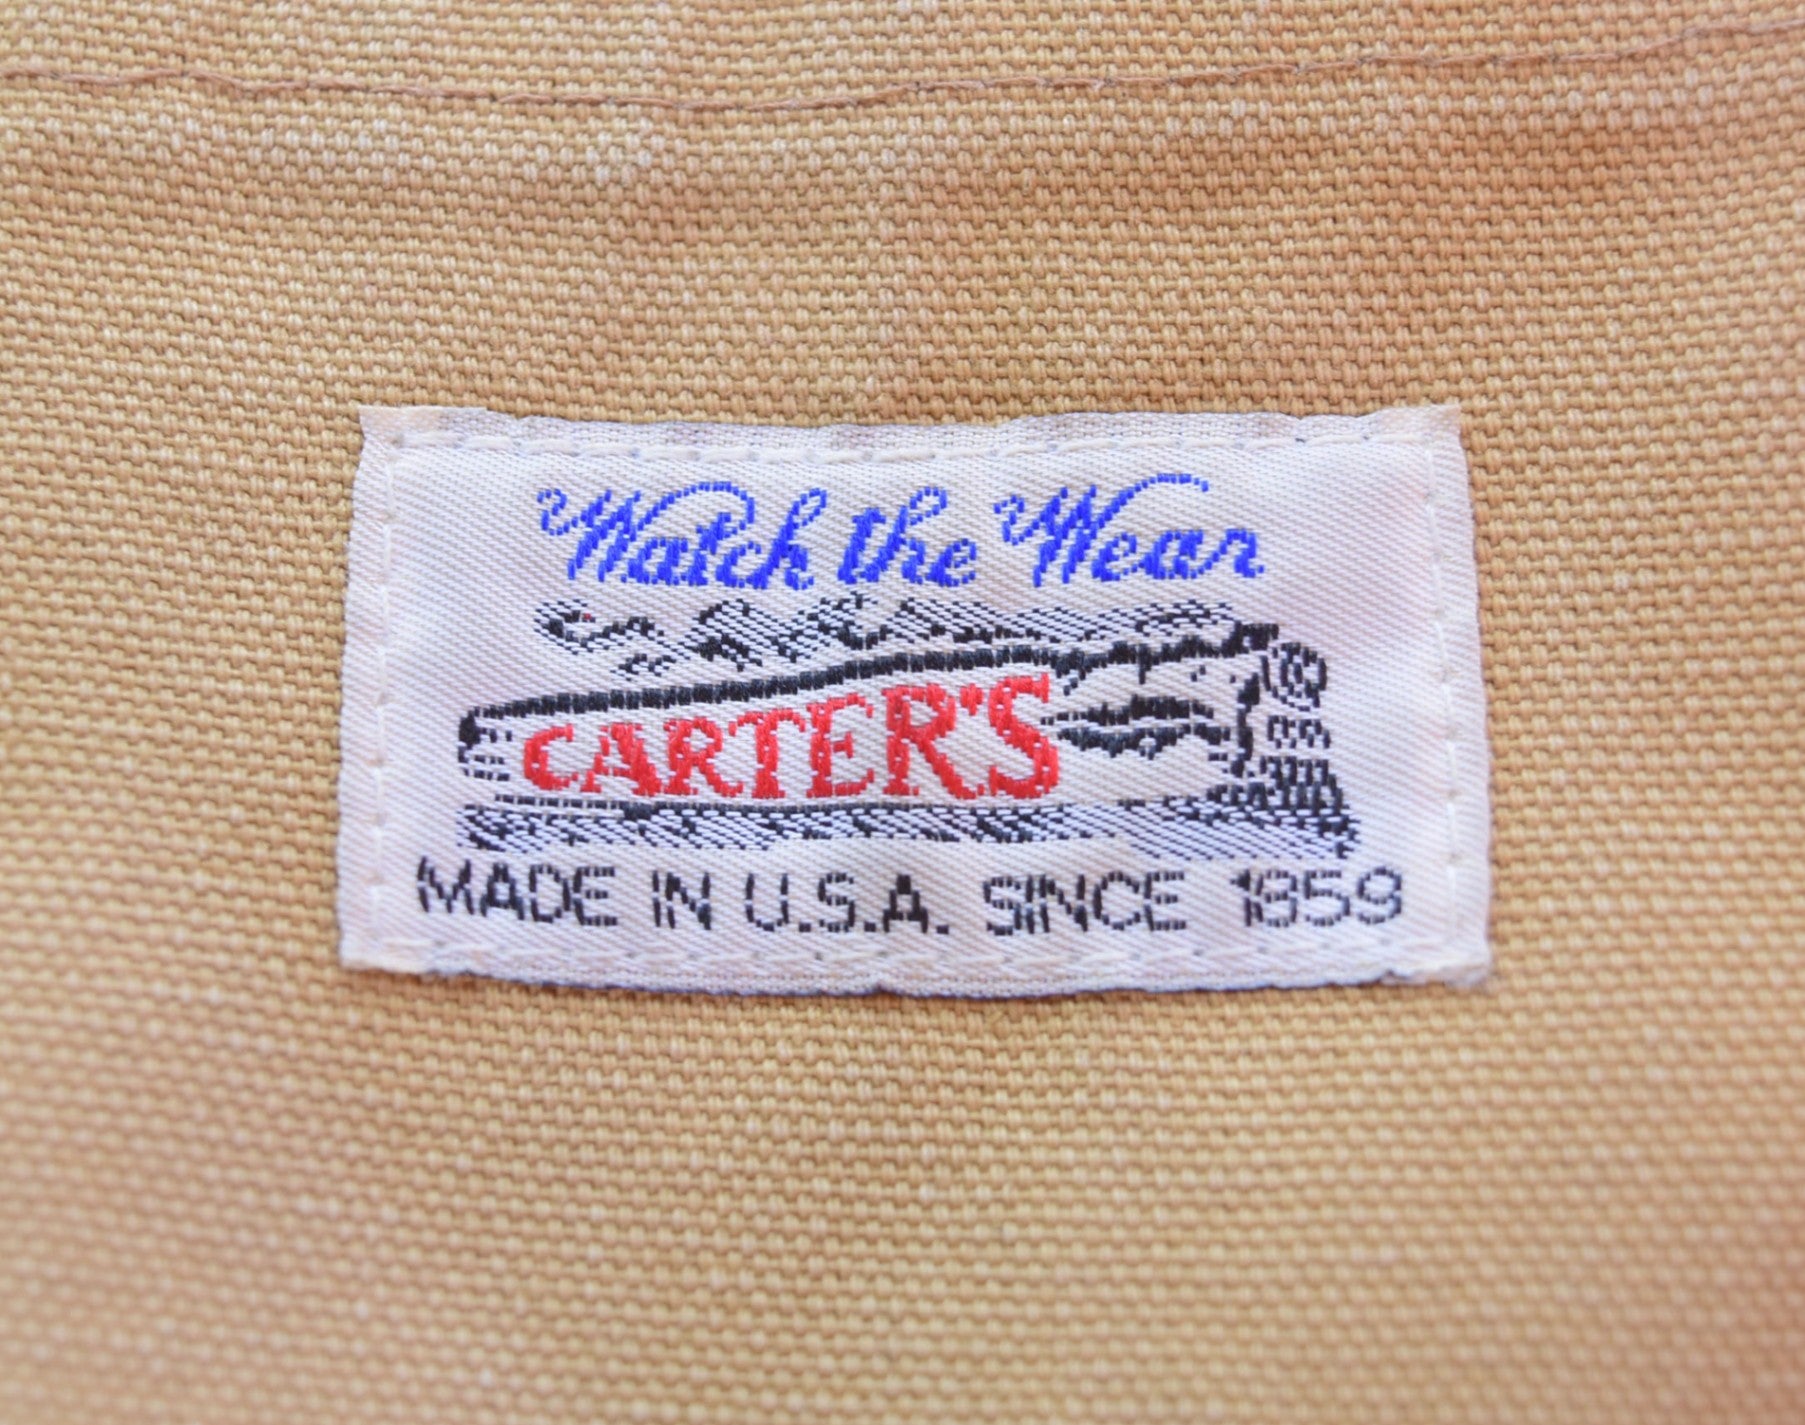 Watch the Wear
CARTER'S
MADE IN U.S.A. SINCE 1859